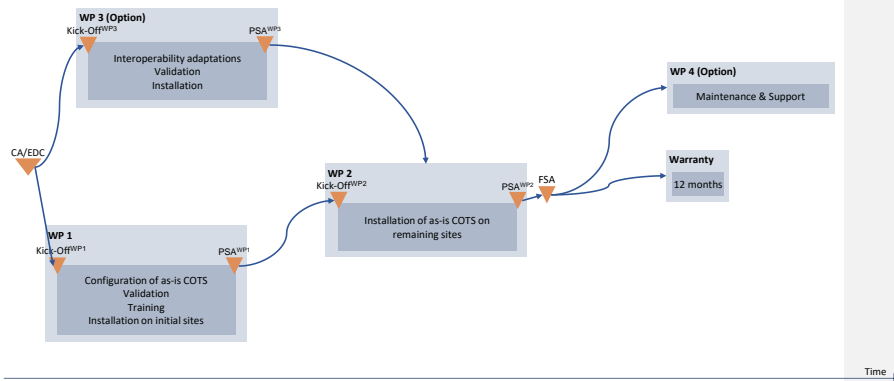 WP 3 (Option)
Kick-OffWP3
PSAWP3
Interoperability adaptations
Validation
Installation
WP 4 (Option)
Maintenance & Support
CA/EDC
Warranty
12 months
WP 2
Kick-OffWP2
PSAWP2
FSA
Installation of as-is COTS on
remaining sites
WP 1
Kick-OffWP1
PSAWP1
Configuration of as-is COTS
Validation
Training
Installation on initial sites
Time